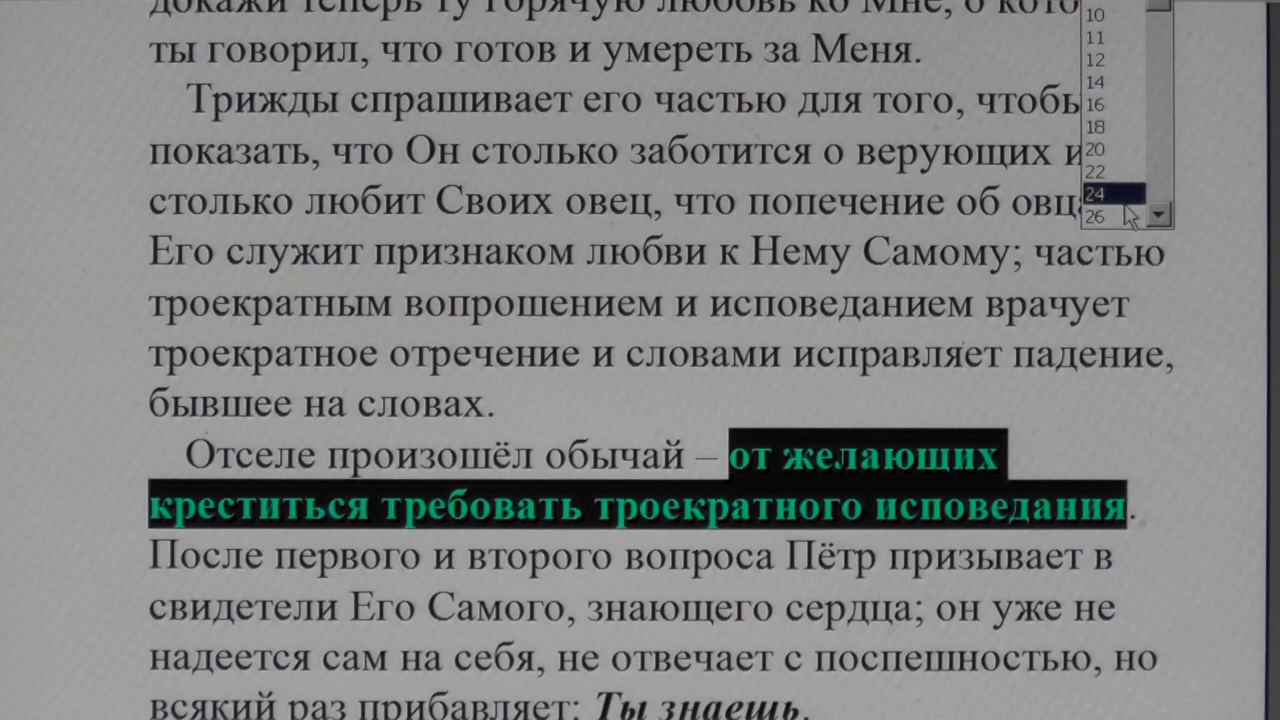 докажи теперь ту горячую любовь ко Мне, о
ты говорил, что готов и умереть за Меня.
Трижды спрашивает его частью для того, чтобы
показать, что Он столько заботится о верующих и
столько любит Своих овец, что попечение об
Его служит признаком любви к Нему Самому; частью
троекратным вопрошением и исповеданием врачует
троекратное отречение и словами исправляет падение,
бывшее на словах.
Отселе произошёл обычай – от желающих
креститься требовать троекратного исповедания.
После первого и второго вопроса Пётр призывает в
свидетели Его Самого, знающего сердца; он уже не
надеется сам на себя, не отвечает с поспешностью, но
всякий раз прибавляет: Ты знаешь.
10
11
12
14
16
18
20
22
24
26